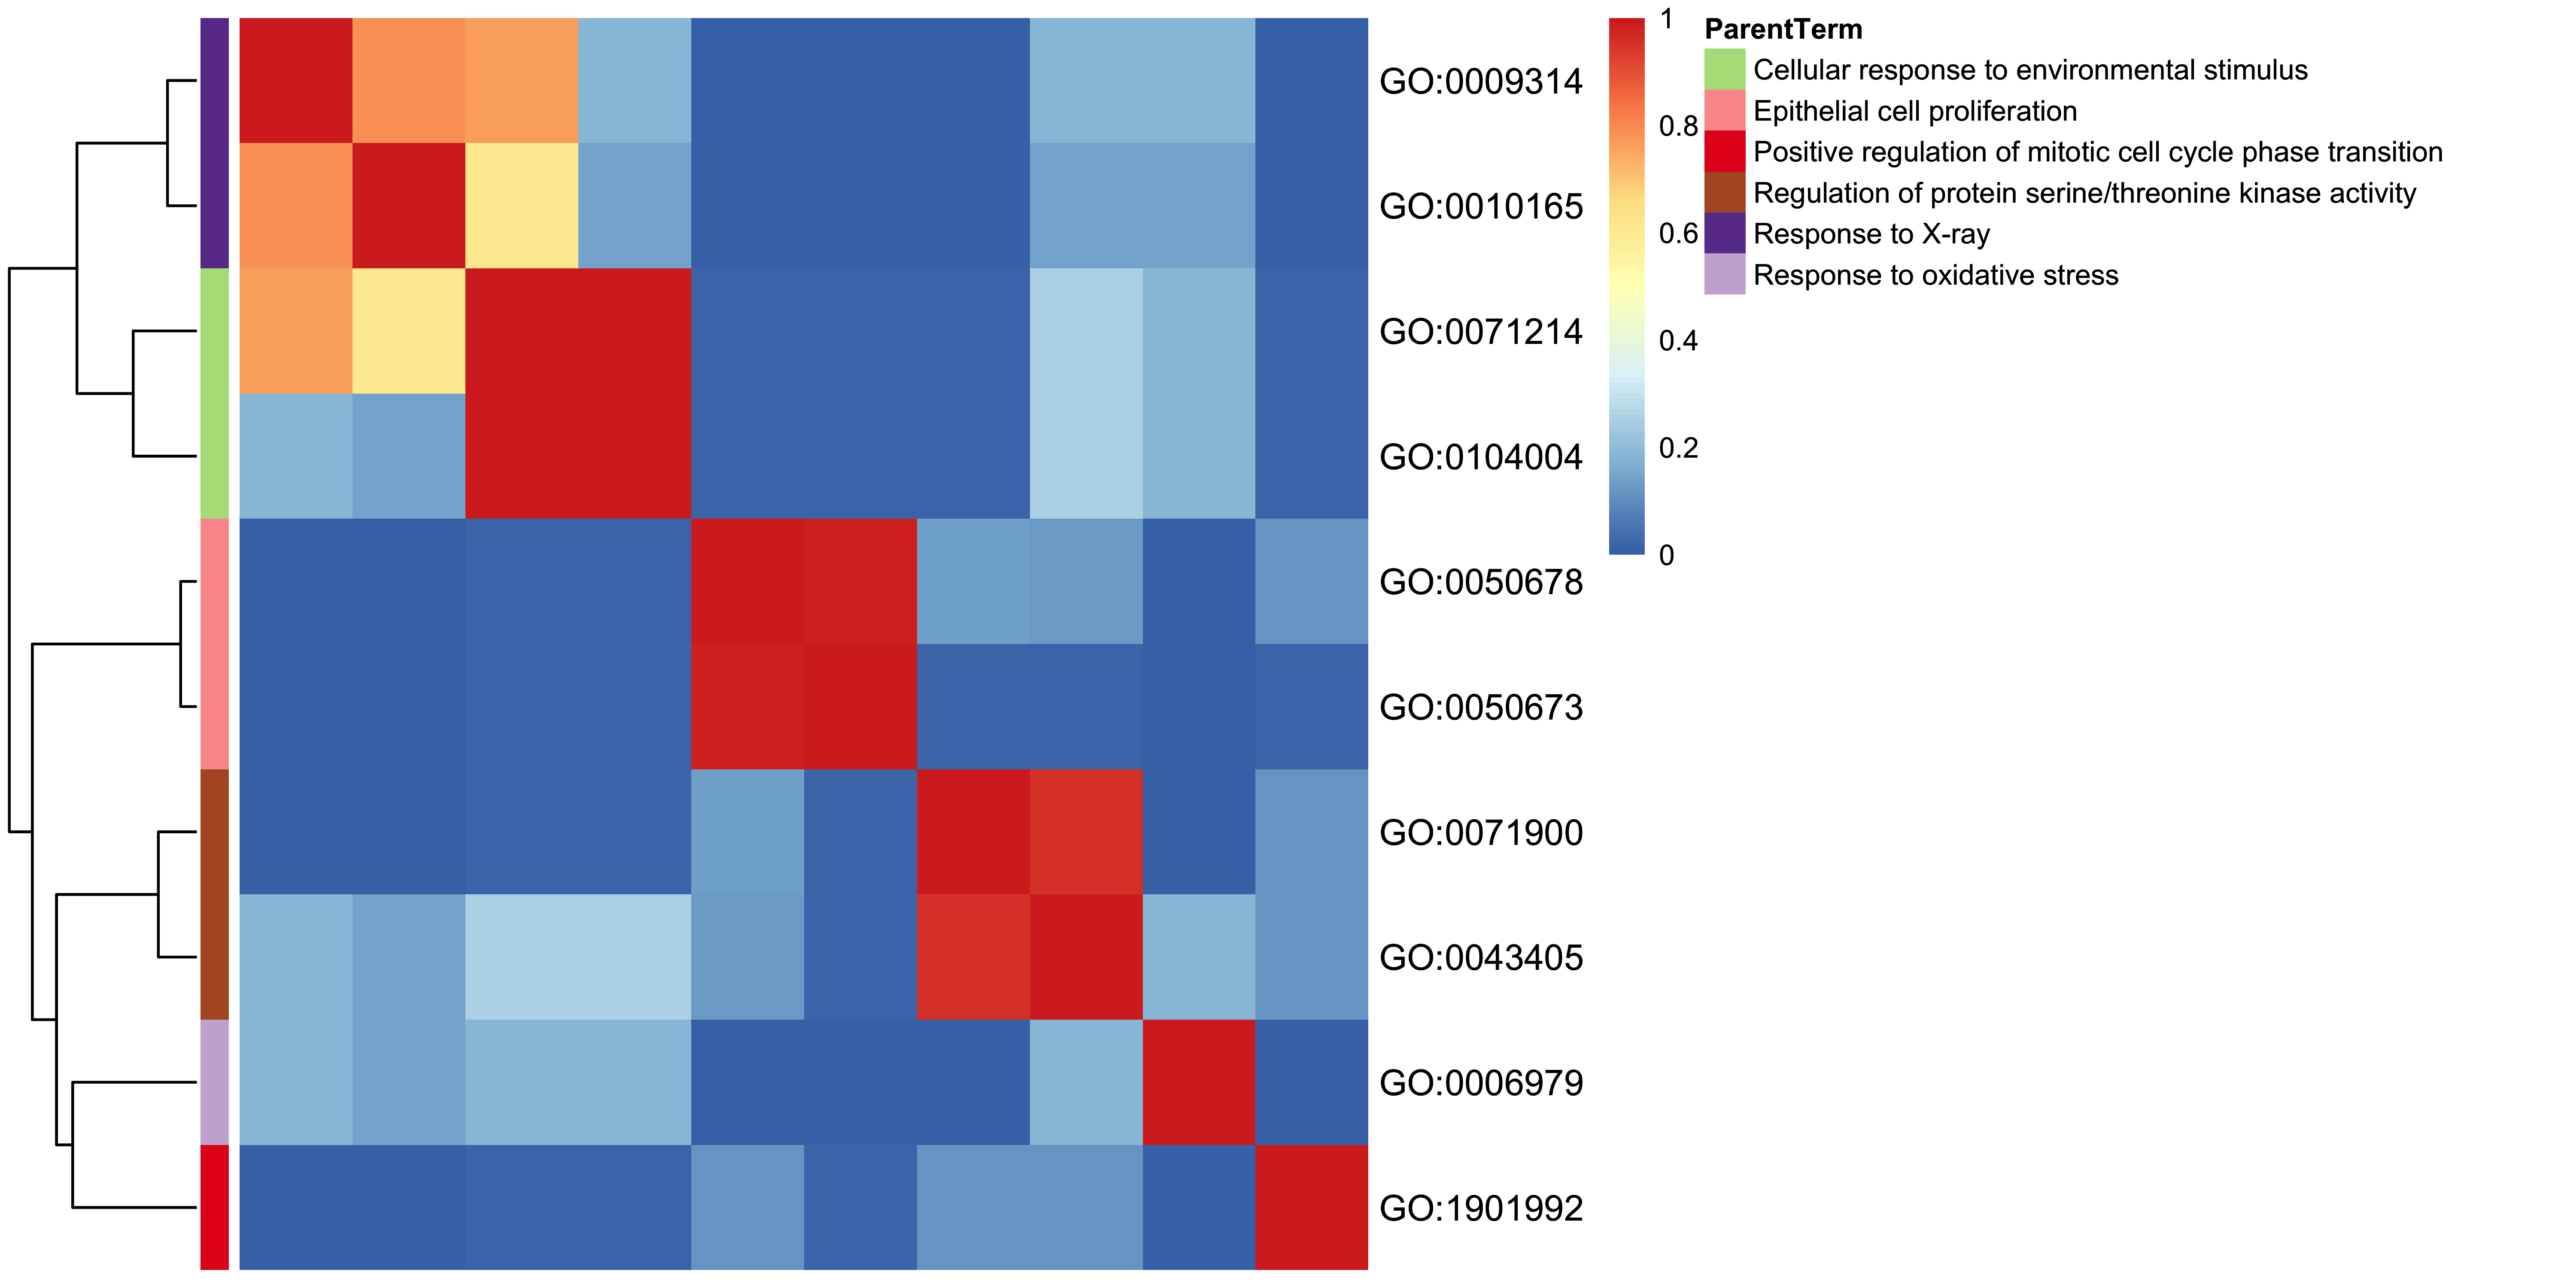 GO:0009314
GO:0010165
GO:0071214
GO:0104004
GO:0050678
GO:0050673
GO:0071900
GO:0043405
GO:0006979
GO:1901992
1
0.8
0.6
0.4
0.2
0
ParentTerm
Cellular response to environmental stimulus
Epithelial cell proliferation
Positive regulation of mitotic cell cycle phase transition
Regulation of protein serine/threonine kinase activity
Response to X-ray
Response to oxidative stress